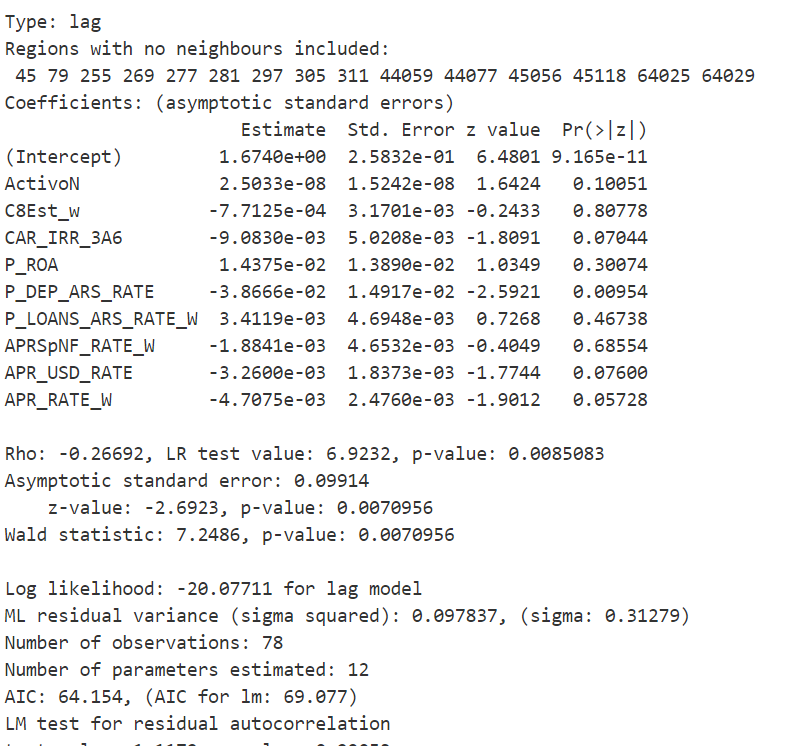 Type: lag
Regions with no neighbours included:
 45 79 255 269 277 281 297 305 311 44059 44077 45056 45118 64025 64029
Coefficients: (asymptotic standard errors)
                      Estimate  Std. Error z value  Pr(>|z|)
(Intercept)         1.6740e+00  2.5832e-01  6.4801 9.165e-11
ActivoN             2.5033e-08  1.5242e-08  1.6424   0.10051
C8Est_w            -7.7125e-04  3.1701e-03 -0.2433   0.80778
CAR_IRR_3A6        -9.0830e-03  5.0208e-03 -1.8091   0.07044
P_ROA               1.4375e-02  1.3890e-02  1.0349   0.30074
P_DEP_ARS_RATE     -3.8666e-02  1.4917e-02 -2.5921   0.00954
P_LOANS_ARS_RATE_W  3.4119e-03  4.6948e-03  0.7268   0.46738
APRSpNF_RATE_W     -1.8841e-03  4.6532e-03 -0.4049   0.68554
APR_USD_RATE       -3.2600e-03  1.8373e-03 -1.7744   0.07600
APR_RATE_W         -4.7075e-03  2.4760e-03 -1.9012   0.05728

Rho: -0.26692, LR test value: 6.9232, p-value: 0.0085083
Asymptotic standard error: 0.09914
    z-value: -2.6923, p-value: 0.0070956
Wald statistic: 7.2486, p-value: 0.0070956

Log likelihood: -20.07711 for lag model
ML residual variance (sigma squared): 0.097837, (sigma: 0.31279)
Number of observations: 78
Number of parameters estimated: 12
AIC: 64.154, (AIC for lm: 69.077)
LM test for residual autocorrelation